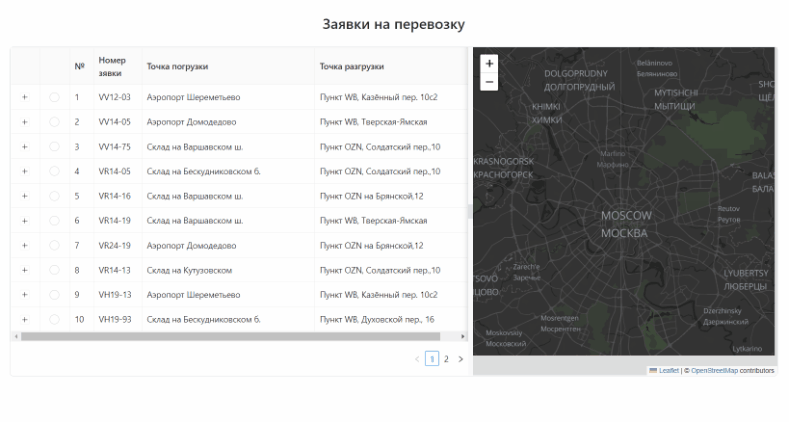 Заявки на перевозку
№ Номер зявки Точка погрузки Точка разгрузки
+ 1 VV12-03 Аэропорт Шереметьево Пункт WB, Казённый пер. 10с2
+ 2 VV14-05 Аэропорт Домодедово Пункт WB, Тверская-Ямская
+ 3 VV14-75 Склад на Варшавском ш. Пункт OZN, Солдатский пер.,10
+ 4 VR14-05 Склад на Бескудниковском б. Пункт OZN, Солдатский пер.,10
+ 5 VR14-16 Склад на Варшавском ш. Пункт OZN на Брянской,12
+ 6 VR14-19 Склад на Варшавском ш. Пункт WB, Тверская-Ямская
+ 7 VR24-19 Аэропорт Домодедово Пункт OZN на Брянской,12
+ 8 VR14-13 Склад на Кутузовском Пункт OZN, Солдатский пер.,10
+ 9 VH19-13 Аэропорт Шереметьево Пункт WB, Казённый пер. 10с2
+ 10 VH19-93 Склад на Бескудниковском б. Пункт WB, Духовской пер., 16
< 1 2 >
+
−
Belăninovo
Беляниново
DOLGOPRUDNY
ДОЛГОПРУДНЫЙ
MYTISHCHI
МЫТИЩИ
KHIMKI
ХИМКИ
SHC
ЩЁЛ
KRASNOGORSK
КРАСНОГОРСК
Marfino
Марфино
BALAS
БАЛА
MOSCOW
МОСКВА
Reutov
Реутов
Zarech'e
Заречье
TSOVO
ЦОВО
LYUBERTSY
ЛЮБЕРЦЫ
Mosrentgen
Мосрентген
Dzerzhinsky
Дзержинский
Moskovsky
Московский
Lytkarino
Leaflet | © OpenStreetMap contributors